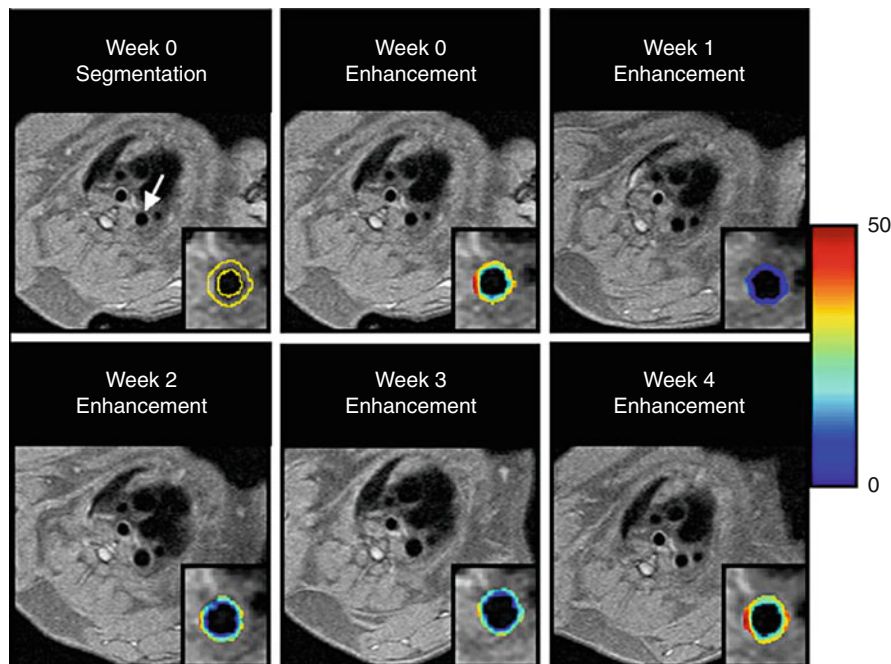 Week 0
Segmentation
Week 0
Enhancement
Week 1
Enhancement
50
0
Week 2
Enhancement
Week 3
Enhancement
Week 4
Enhancement